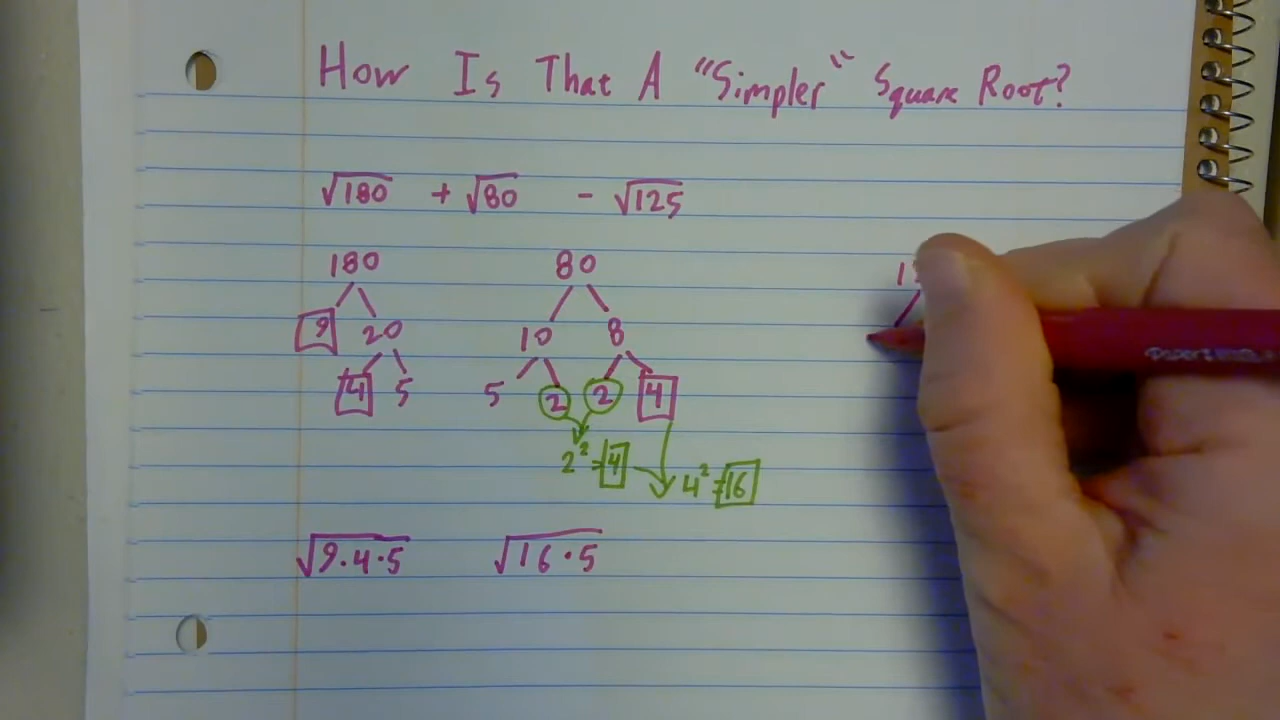 How Is That A "Simpler" Square Root?
√180 + √80 - √125
180 80
9 20 10 8
4 5 5 2 2 4
2² = 4 4² = 16
√9·4·5 √16·5